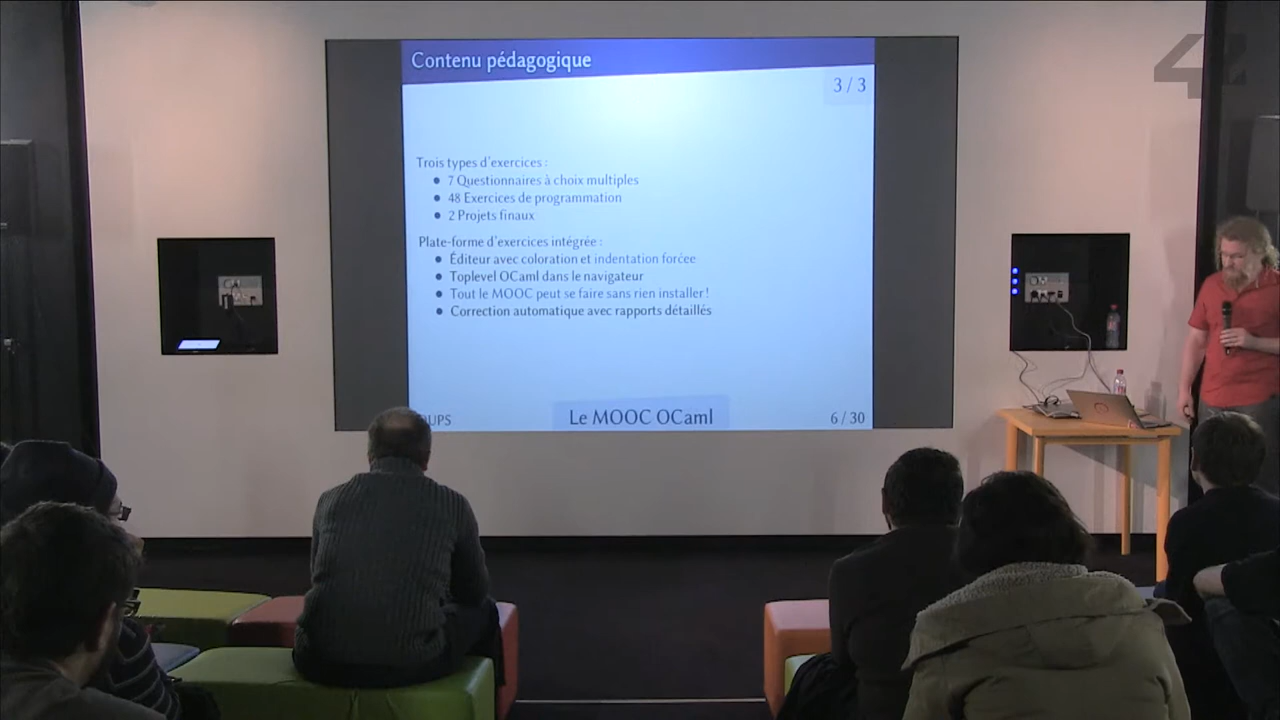 Contenu pédagogique
3 / 3
Trois types d'exercices :
• 7 Questionnaires à choix multiples
• 48 Exercices de programmation
• 2 Projets finaux
Plate-forme d'exercices intégrée :
• Éditeur avec coloration et indentation forcée
• Toplevel OCaml dans le navigateur
• Tout le MOOC peut se faire sans rien installer !
• Correction automatique avec rapports détaillés
UPS
Le MOOC OCaml
6 / 30
42